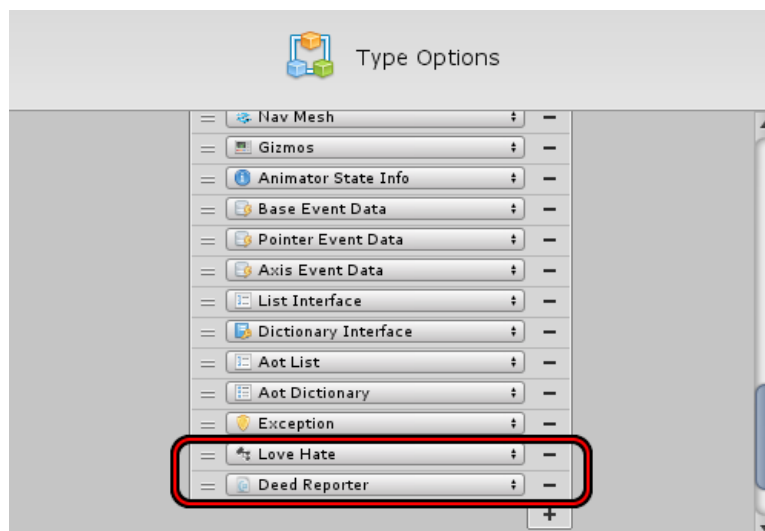 Type Options
Nav Mesh
Gizmos
Animator State Info
Base Event Data
Pointer Event Data
Axis Event Data
List Interface
Dictionary Interface
Aot List
Aot Dictionary
Exception
Love Hate
Deed Reporter